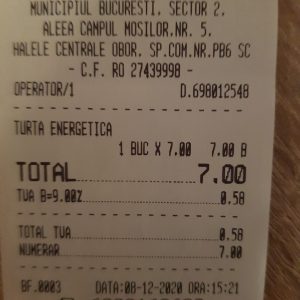 MUNICIPIUL BUCURESTI, SECTOR 2,
ALEEA CAMPUL MOSILOR,NR. 5,
HALELE CENTRALE OBOR, SP.COM.NR.PB6 SC
- C.F. RO 27439998 -
OPERATOR/1 D.698012548
TURTA ENERGETICA
1 BUC X 7.00 7.00 B
TOTAL 7.00
TUA B=9.00% 0.58
TOTAL TUA 0.58
NUMERAR 7.00
BF.0003 DATA:08-12-2020 ORA:15:21